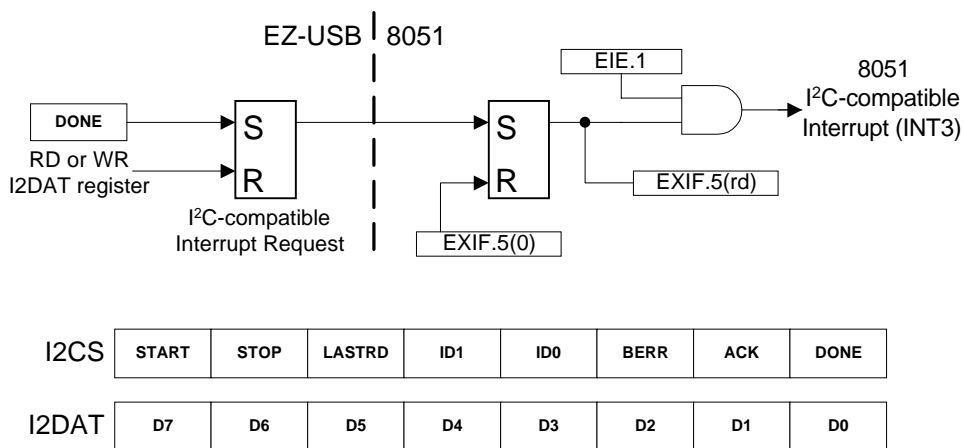 EZ-USB 8051
DONE
RD or WR
I2DAT register
S
R
I²C-compatible
Interrupt Request
S
R
EXIF.5(0)
EIE.1
EXIF.5(rd)
8051
I²C-compatible
Interrupt (INT3)
I2CS START STOP LASTRD ID1 ID0 BERR ACK DONE
I2DAT D7 D6 D5 D4 D3 D2 D1 D0